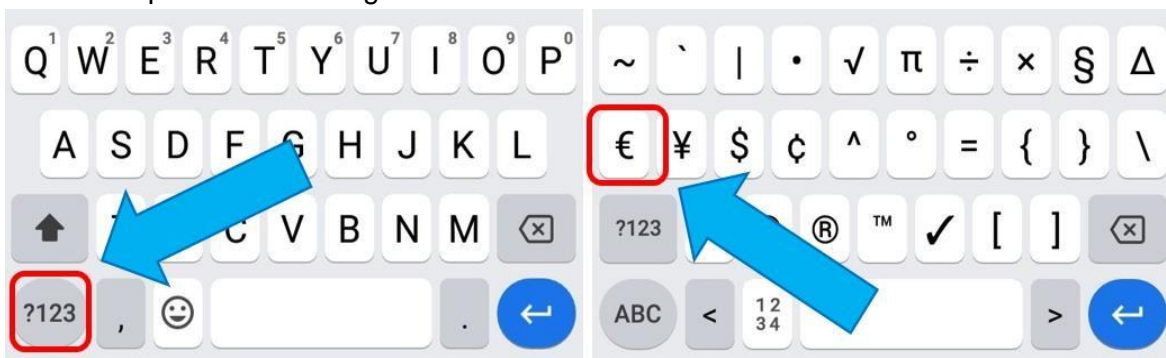 Q1 W2 E3 R4 T5 Y6 U7 I8 O9 P0
A S D F G H J K L
C V B N M
?123 , .
~ ` | • √ π ÷ × § Δ
€ ¥ $ ¢ ^ ° = { } \
?123 ® ™ ✓ [ ]
ABC < 12 34 >